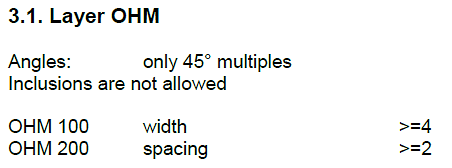 3.1. Layer OHM
Angles: only 45° multiples
Inclusions are not allowed
OHM 100 width >=4
OHM 200 spacing >=2